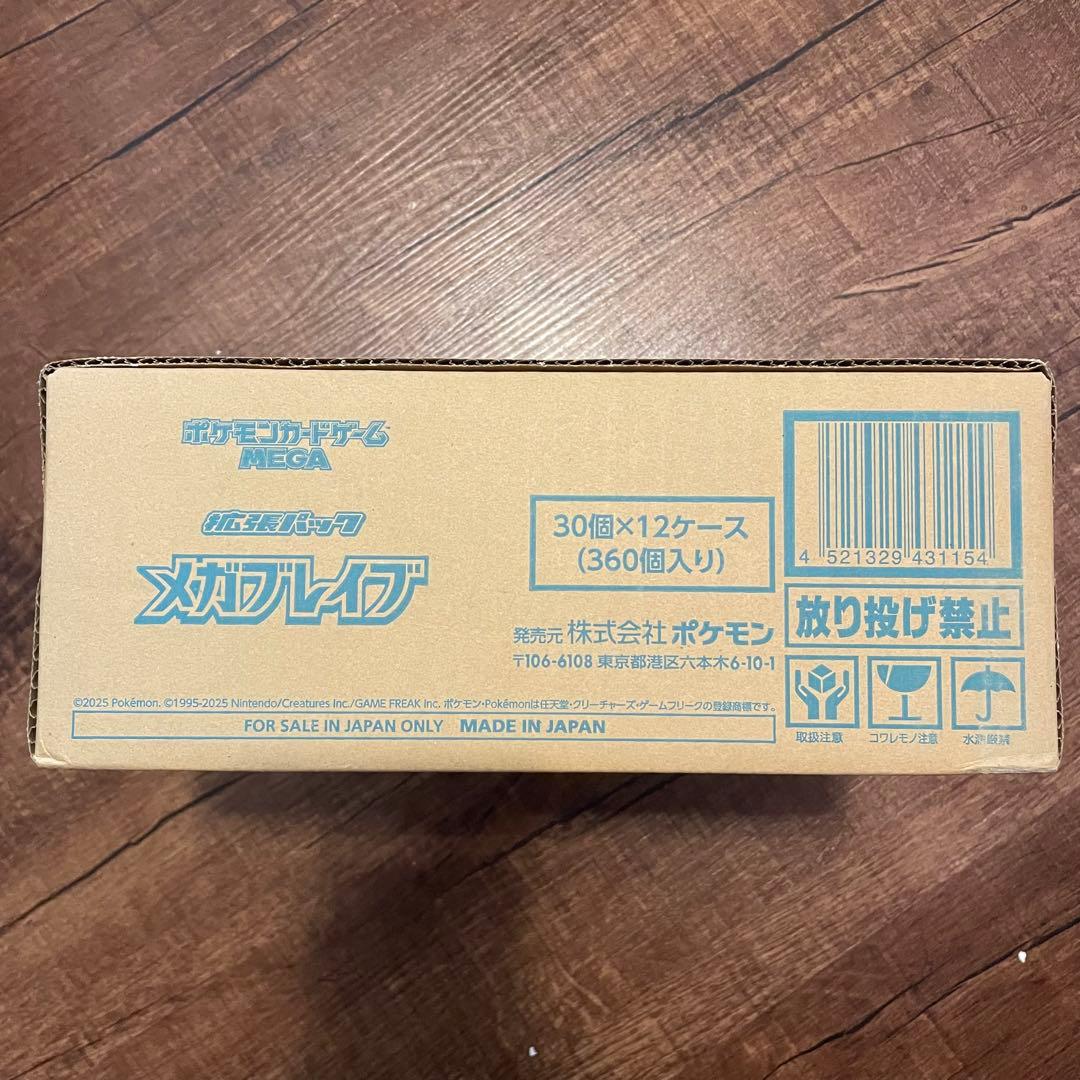 ポケモンカードゲーム
MEGA
拡張パック
メガブレイブ
30個×12ケース
(360個入り)
4 521329 431154
放り投げ禁止
発売元 株式会社 ポケモン
〒106-6108 東京都港区六本木6-10-1
取扱注意 コワレモノ注意 水濡厳禁
©2025 Pokémon. ©1995-2025 Nintendo/Creatures Inc./GAME FREAK Inc. ポケモン・Pokémonは任天堂・クリーチャーズ・ゲームフリークの登録商標です。
FOR SALE IN JAPAN ONLY MADE IN JAPAN